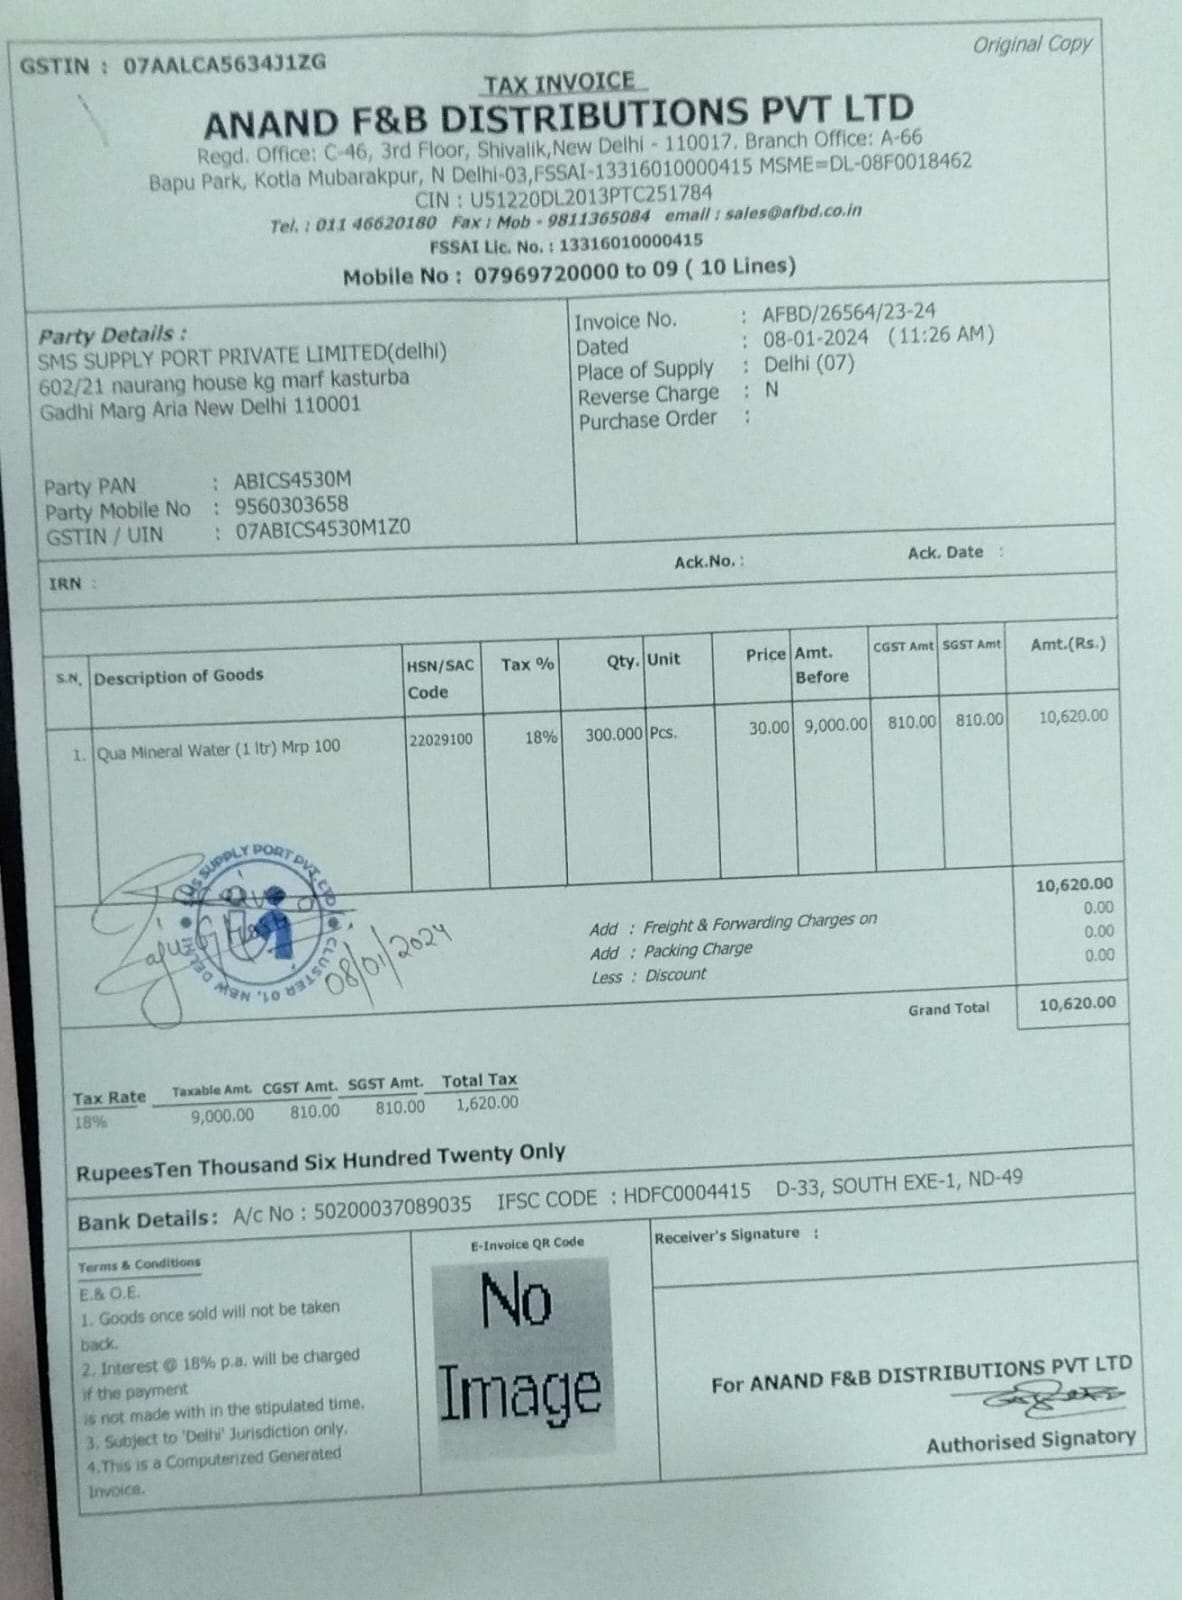 Original Copy
GSTIN : 07AALCA5634J1ZG
TAX INVOICE
ANAND F&B DISTRIBUTIONS PVT LTD
Regd. Office: C-46, 3rd Floor, Shivalik,New Delhi - 110017. Branch Office: A-66
Bapu Park, Kotla Mubarakpur, N Delhi-03,FSSAI-13316010000415 MSME=DL-08F0018462
CIN : U51220DL2013PTC251784
Tel. : 011 46620180 Fax : Mob - 9811365084 email : sales@afbd.co.in
FSSAI Lic. No. : 13316010000415
Mobile No : 07969720000 to 09 ( 10 Lines)
Party Details :
SMS SUPPLY PORT PRIVATE LIMITED(delhi)
602/21 naurang house kg marf kasturba
Gadhi Marg Aria New Delhi 110001
Party PAN : ABICS4530M
Party Mobile No : 9560303658
GSTIN / UIN : 07ABICS4530M1Z0
Invoice No. : AFBD/26564/23-24
Dated : 08-01-2024 (11:26 AM)
Place of Supply : Delhi (07)
Reverse Charge : N
Purchase Order :
IRN : Ack.No. : Ack. Date :
S.N. Description of Goods HSN/SAC Code Tax % Qty. Unit Price Amt. Before CGST Amt SGST Amt Amt.(Rs.)
1. Qua Mineral Water (1 ltr) Mrp 100 22029100 18% 300.000 Pcs. 30.00 9,000.00 810.00 810.00 10,620.00
SUPPLY PORT PVT. LTD
CLUSTER 01, NEW DELHI
08/01/2024
10,620.00
Add : Freight & Forwarding Charges on 0.00
Add : Packing Charge 0.00
Less : Discount 0.00
Grand Total 10,620.00
Tax Rate Taxable Amt. CGST Amt. SGST Amt. Total Tax
18% 9,000.00 810.00 810.00 1,620.00
RupeesTen Thousand Six Hundred Twenty Only
Bank Details: A/c No : 50200037089035 IFSC CODE : HDFC0004415 D-33, SOUTH EXE-1, ND-49
Terms & Conditions
E.& O.E.
1. Goods once sold will not be taken
back.
2. Interest @ 18% p.a. will be charged
if the payment
is not made with in the stipulated time.
3. Subject to 'Delhi' Jurisdiction only.
4.This is a Computerized Generated
Invoice.
E-Invoice QR Code
No
Image
Receiver's Signature :
For ANAND F&B DISTRIBUTIONS PVT LTD
Authorised Signatory